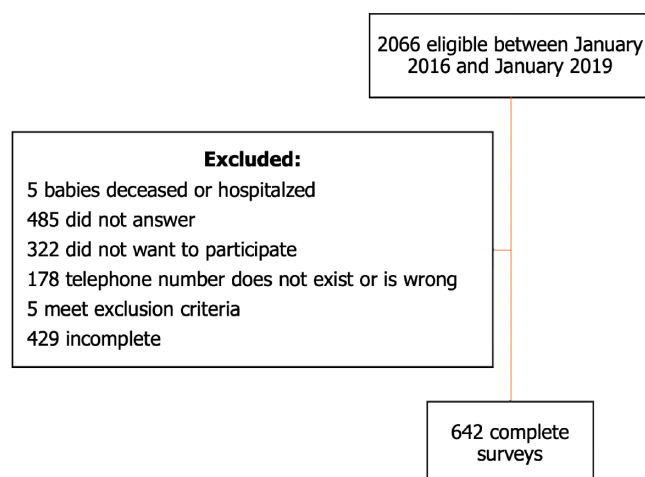 2066 eligible between January
2016 and January 2019
Excluded:
5 babies deceased or hospitalzed
485 did not answer
322 did not want to participate
178 telephone number does not exist or is wrong
5 meet exclusion criteria
429 incomplete
642 complete
surveys